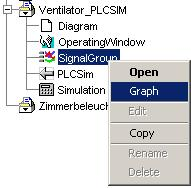 Ventilator_PLCSIM
Diagram
OperatingWindow
SignalGroup
PLCSim
Simulation
Zimmerbeleuch
Open
Graph
Edit
Copy
Rename
Delete